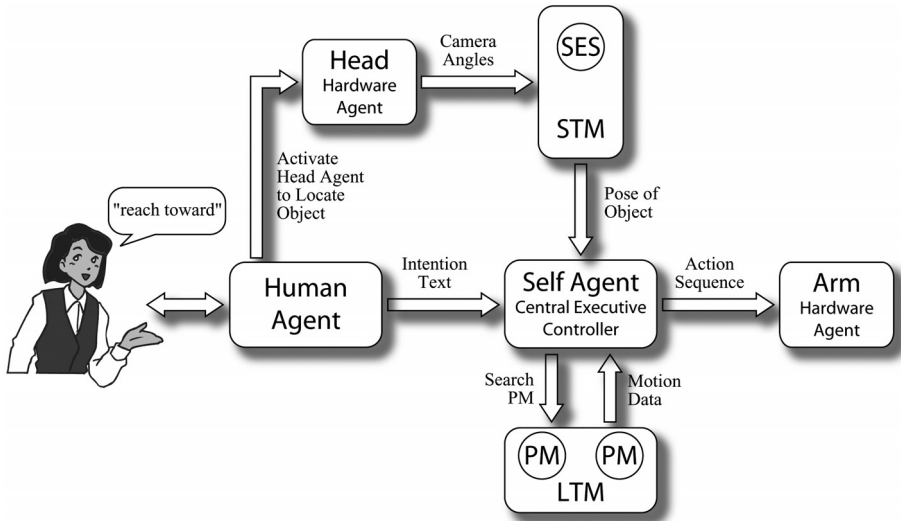 Head
Hardware
Agent
Camera
Angles
SES
STM
Activate
Head Agent
to Locate
Object
Pose of
Object
"reach toward"
Human
Agent
Intention
Text
Self Agent
Central Executive
Controller
Action
Sequence
Arm
Hardware
Agent
Search
PM
Motion
Data
PM PM
LTM